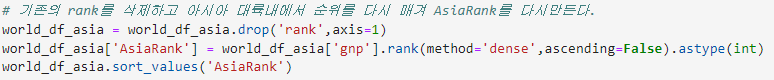 # 기존의 rank를 삭제하고 아시아 대륙내에서 순위를 다시 매겨 AsiaRank를 다시만든다.
world_df_asia = world_df_asia.drop('rank',axis=1)
world_df_asia['AsiaRank'] = world_df_asia['gnp'].rank(method='dense',ascending=False).astype(int)
world_df_asia.sort_values('AsiaRank')